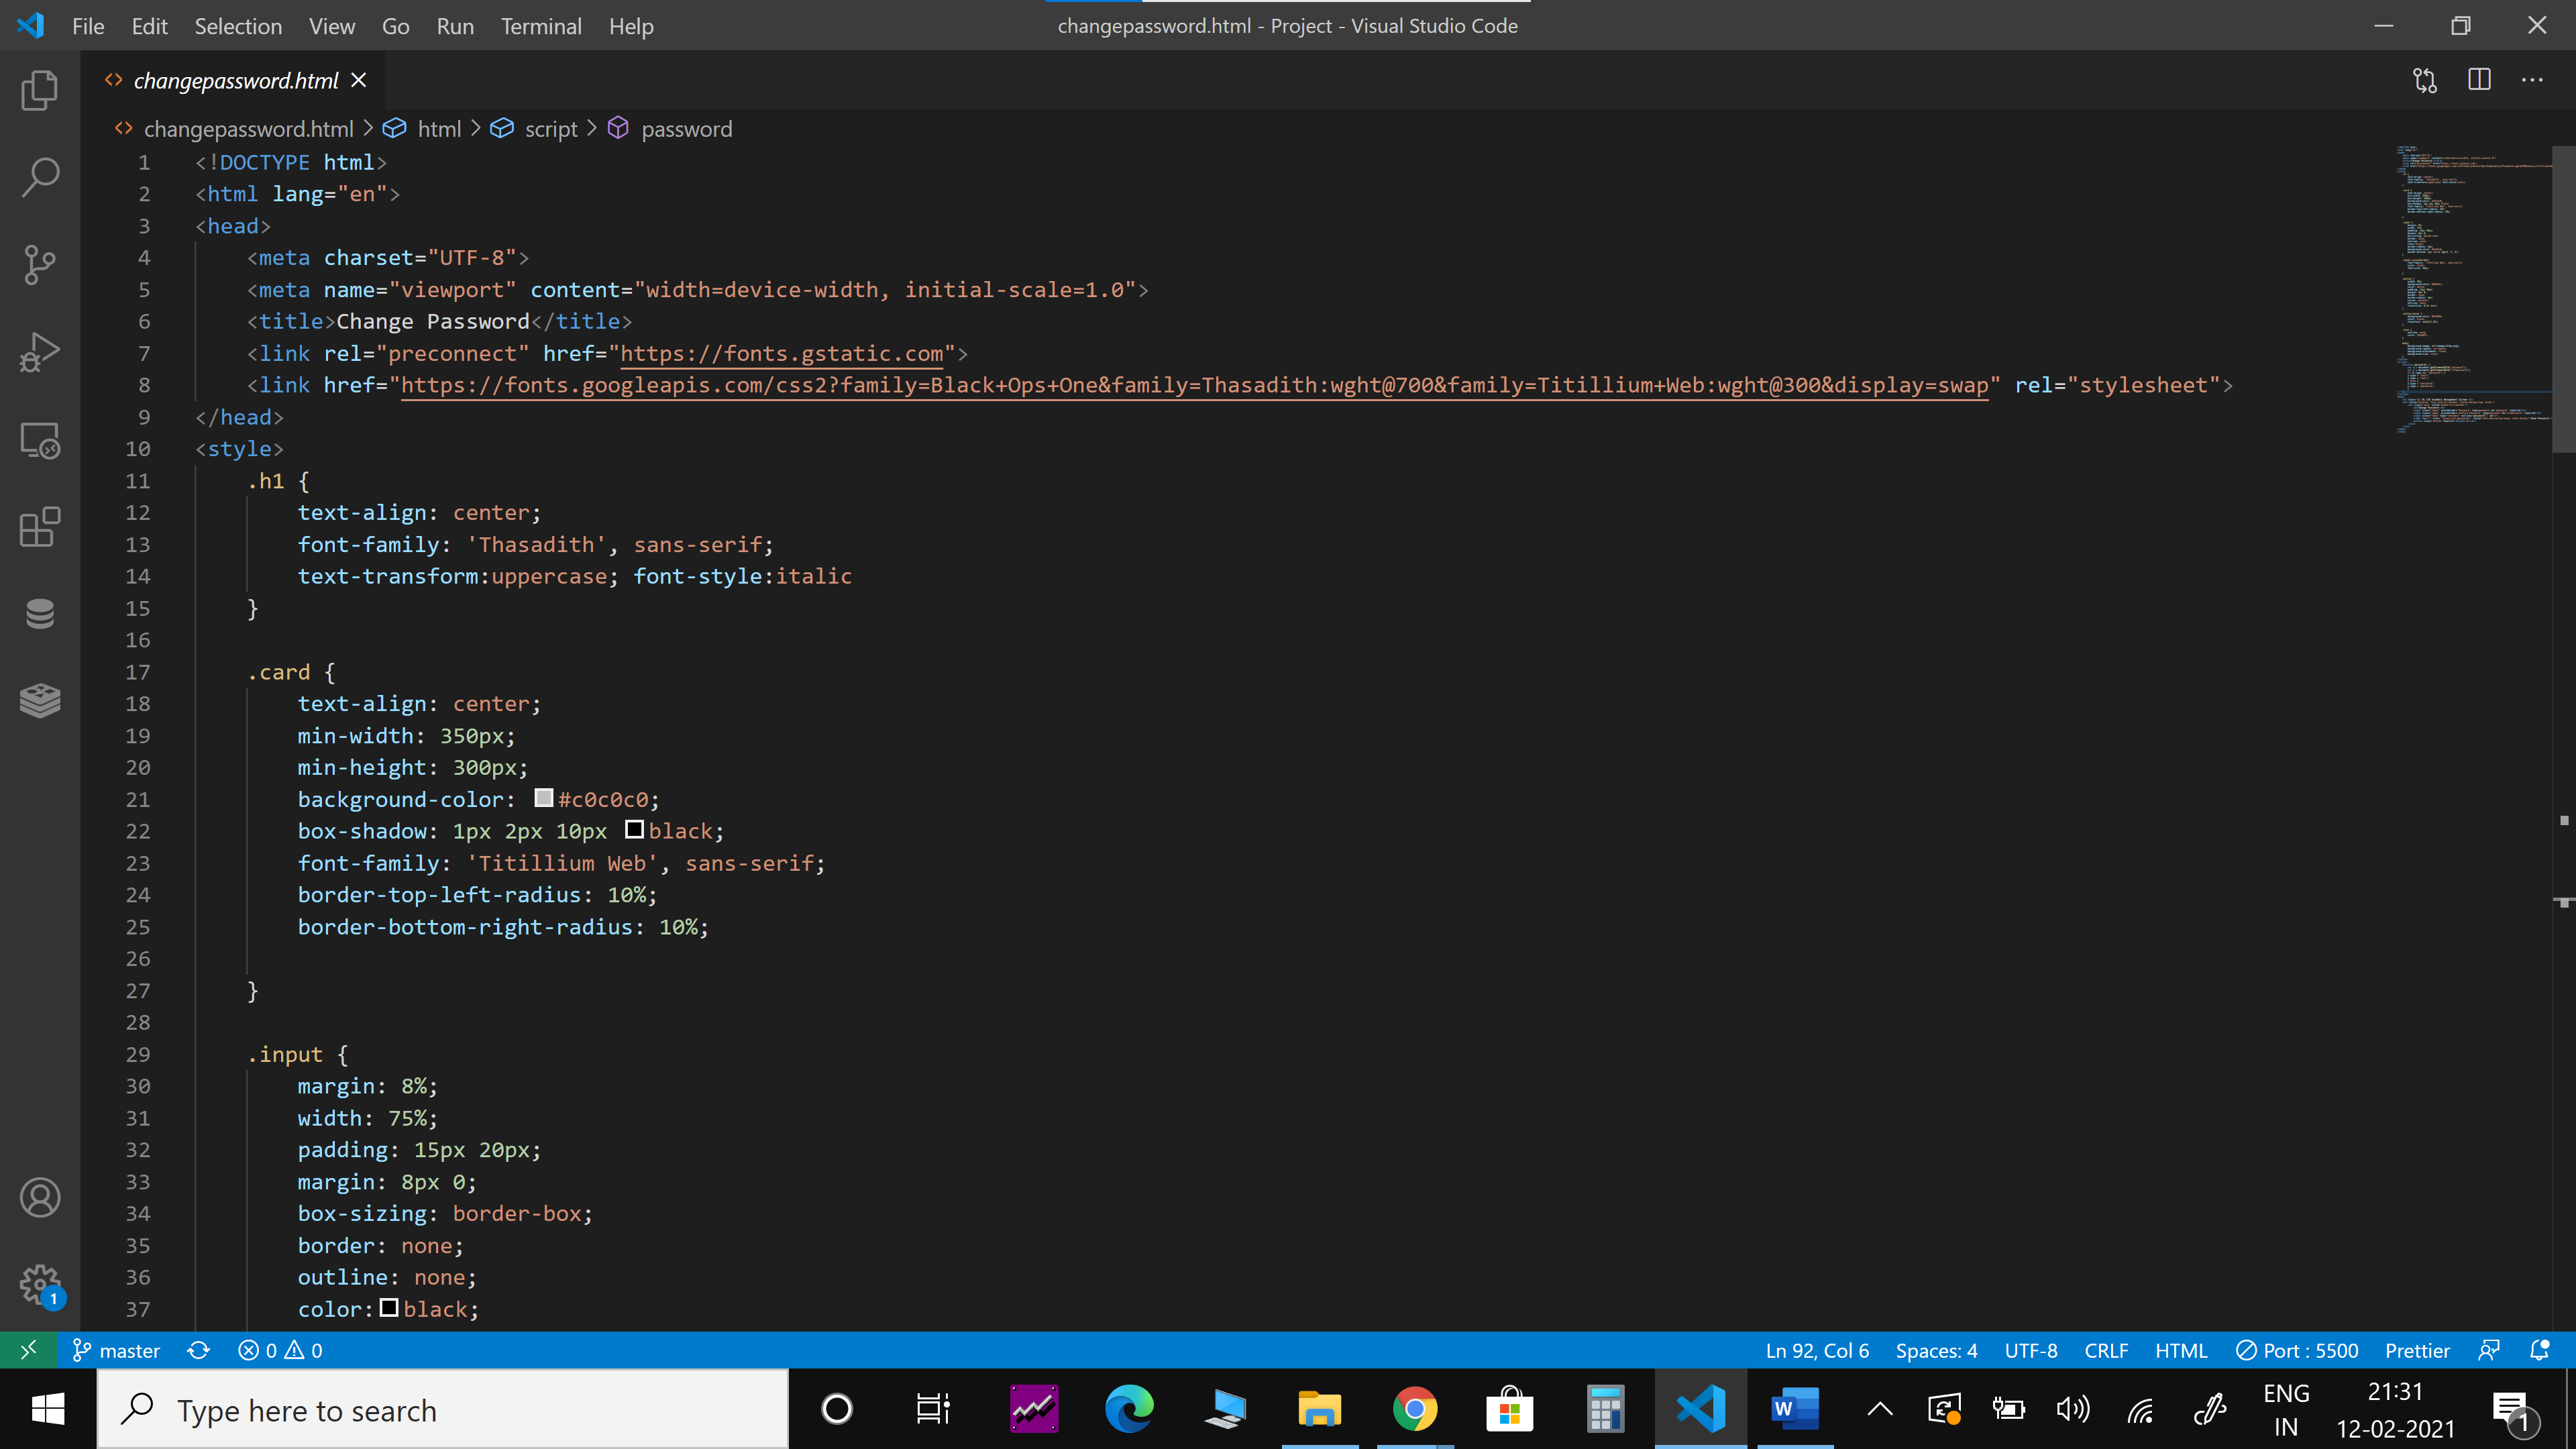 File Edit Selection View Go Run Terminal Help
changepassword.html - Project - Visual Studio Code
changepassword.html
changepassword.html > html > script > password
1 <!DOCTYPE html>
2 <html lang="en">
3 <head>
4     <meta charset="UTF-8">
5     <meta name="viewport" content="width=device-width, initial-scale=1.0">
6     <title>Change Password</title>
7     <link rel="preconnect" href="https://fonts.gstatic.com">
8     <link href="https://fonts.googleapis.com/css2?family=Black+Ops+One&family=Thasadith:wght@700&family=Titillium+Web:wght@300&display=swap" rel="stylesheet">
9 </head>
10 <style>
11     .h1 {
12         text-align: center;
13         font-family: 'Thasadith', sans-serif;
14         text-transform:uppercase; font-style:italic
15     }
16
17     .card {
18         text-align: center;
19         min-width: 350px;
20         min-height: 300px;
21         background-color: #c0c0c0;
22         box-shadow: 1px 2px 10px black;
23         font-family: 'Titillium Web', sans-serif;
24         border-top-left-radius: 10%;
25         border-bottom-right-radius: 10%;
26
27     }
28
29     .input {
30         margin: 8%;
31         width: 75%;
32         padding: 15px 20px;
33         margin: 8px 0;
34         box-sizing: border-box;
35         border: none;
36         outline: none;
37         color:black;
1
master 0 0 Ln 92, Col 6 Spaces: 4 UTF-8 CRLF HTML Port : 5500 Prettier
Type here to search
W
ENG
IN
21:31
12-02-2021
1